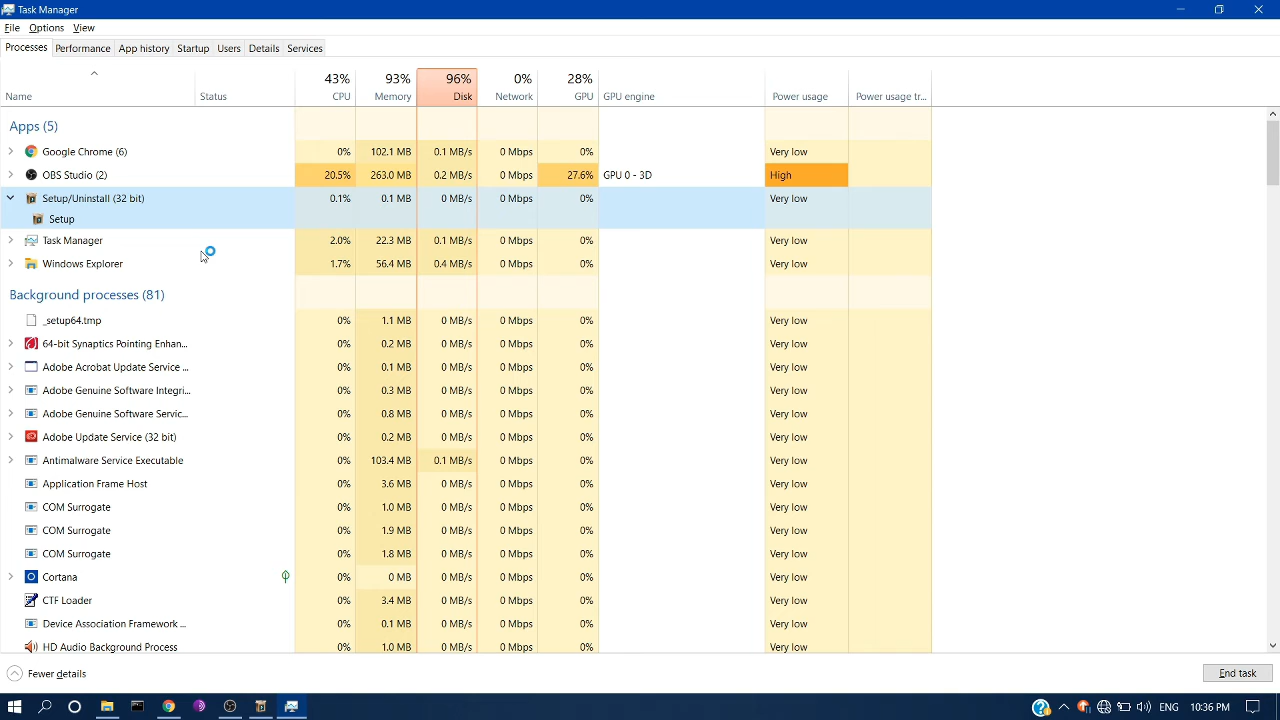 Task Manager
File Options View
Processes Performance App history Startup Users Details Services
43% 93% 96% 0% 28%
Name Status CPU Memory Disk Network GPU GPU engine Power usage Power usage tr...
Apps (5)
Google Chrome (6) 0% 102.1 MB 0.1 MB/s 0 Mbps 0% Very low
OBS Studio (2) 20.5% 263.0 MB 0.2 MB/s 0 Mbps 27.6% GPU 0 - 3D High
Setup/Uninstall (32 bit) 0.1% 0.1 MB 0 MB/s 0 Mbps 0% Very low
Setup
Task Manager 2.0% 22.3 MB 0.1 MB/s 0 Mbps 0% Very low
Windows Explorer 1.7% 56.4 MB 0.4 MB/s 0 Mbps 0% Very low
Background processes (81)
_setup64.tmp 0% 1.1 MB 0 MB/s 0 Mbps 0% Very low
64-bit Synaptics Pointing Enhan... 0% 0.2 MB 0 MB/s 0 Mbps 0% Very low
Adobe Acrobat Update Service ... 0% 0.1 MB 0 MB/s 0 Mbps 0% Very low
Adobe Genuine Software Integri... 0% 0.3 MB 0 MB/s 0 Mbps 0% Very low
Adobe Genuine Software Servic... 0% 0.8 MB 0 MB/s 0 Mbps 0% Very low
Adobe Update Service (32 bit) 0% 0.2 MB 0 MB/s 0 Mbps 0% Very low
Antimalware Service Executable 0% 103.4 MB 0.1 MB/s 0 Mbps 0% Very low
Application Frame Host 0% 3.6 MB 0 MB/s 0 Mbps 0% Very low
COM Surrogate 0% 1.0 MB 0 MB/s 0 Mbps 0% Very low
COM Surrogate 0% 1.9 MB 0 MB/s 0 Mbps 0% Very low
COM Surrogate 0% 1.8 MB 0 MB/s 0 Mbps 0% Very low
Cortana 0% 0 MB 0 MB/s 0 Mbps 0% Very low
CTF Loader 0% 3.4 MB 0 MB/s 0 Mbps 0% Very low
Device Association Framework ... 0% 0.1 MB 0 MB/s 0 Mbps 0% Very low
HD Audio Background Process 0% 1.0 MB 0 MB/s 0 Mbps 0% Very low
Fewer details End task
ENG 10:36 PM